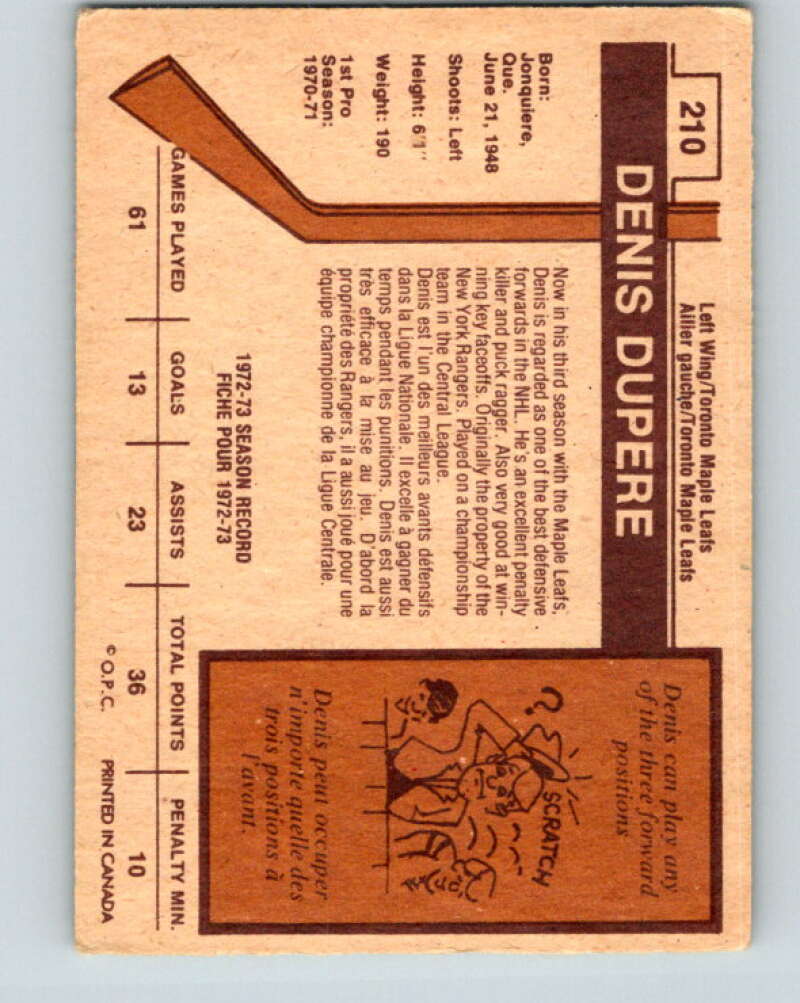 210
Left Wing/Toronto Maple Leafs
Ailier gauche/Toronto Maple Leafs
DENIS DUPERE
Born:
Jonquiere,
Que.
June 21, 1948
Shoots: Left
Height: 6'1"
Weight: 190
1st Pro
Season:
1970-71
Now in his third season with the Maple Leafs,
Denis is regarded as one of the best defensive
forwards in the NHL. He's an excellent penalty
killer and puck ragger. Also very good at win-
ning key faceoffs. Originally the property of the
New York Rangers. Played on a championship
team in the Central League.
Denis est l'un des meilleurs avants défensifs
dans la Ligue Nationale. Il excelle à gagner du
temps pendant les punitions. Denis est aussi
très efficace à la mise au jeu. D'abord la
propriété des Rangers, il a aussi joué pour une
équipe championne de la Ligue Centrale.
Denis can play any
of the three forward
positions
?
SCRATCH
Denis peut occuper
n'importe quelle des
trois positions à
l'avant.
1972-73 SEASON RECORD
FICHE POUR 1972-73
GAMES PLAYED GOALS ASSISTS TOTAL POINTS PENALTY MIN.
61 13 23 36 10
© O.P.C. PRINTED IN CANADA